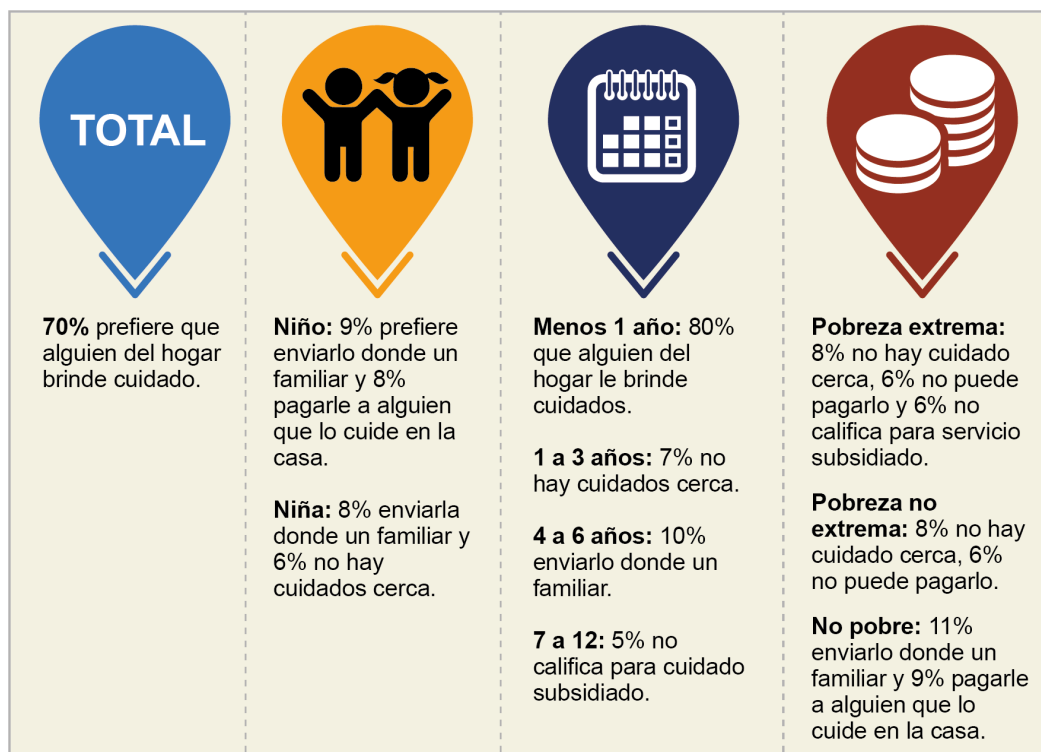 TOTAL
70% prefiere que
alguien del hogar
brinde cuidado.
Niño: 9% prefiere
enviarlo donde un
familiar y 8%
pagarle a alguien
que lo cuide en la
casa.
Niña: 8% enviarla
donde un familiar y
6% no hay
cuidados cerca.
Menos 1 año: 80%
que alguien del
hogar le brinde
cuidados.
1 a 3 años: 7% no
hay cuidados cerca.
4 a 6 años: 10%
enviarlo donde un
familiar.
7 a 12: 5% no
califica para cuidado
subsidiado.
Pobreza extrema:
8% no hay cuidado
cerca, 6% no puede
pagarlo y 6% no
califica para servicio
subsidiado.
Pobreza no
extrema: 8% no hay
cuidado cerca, 6%
no puede pagarlo.
No pobre: 11%
enviarlo donde un
familiar y 9% pagarle
a alguien que lo
cuide en la casa.